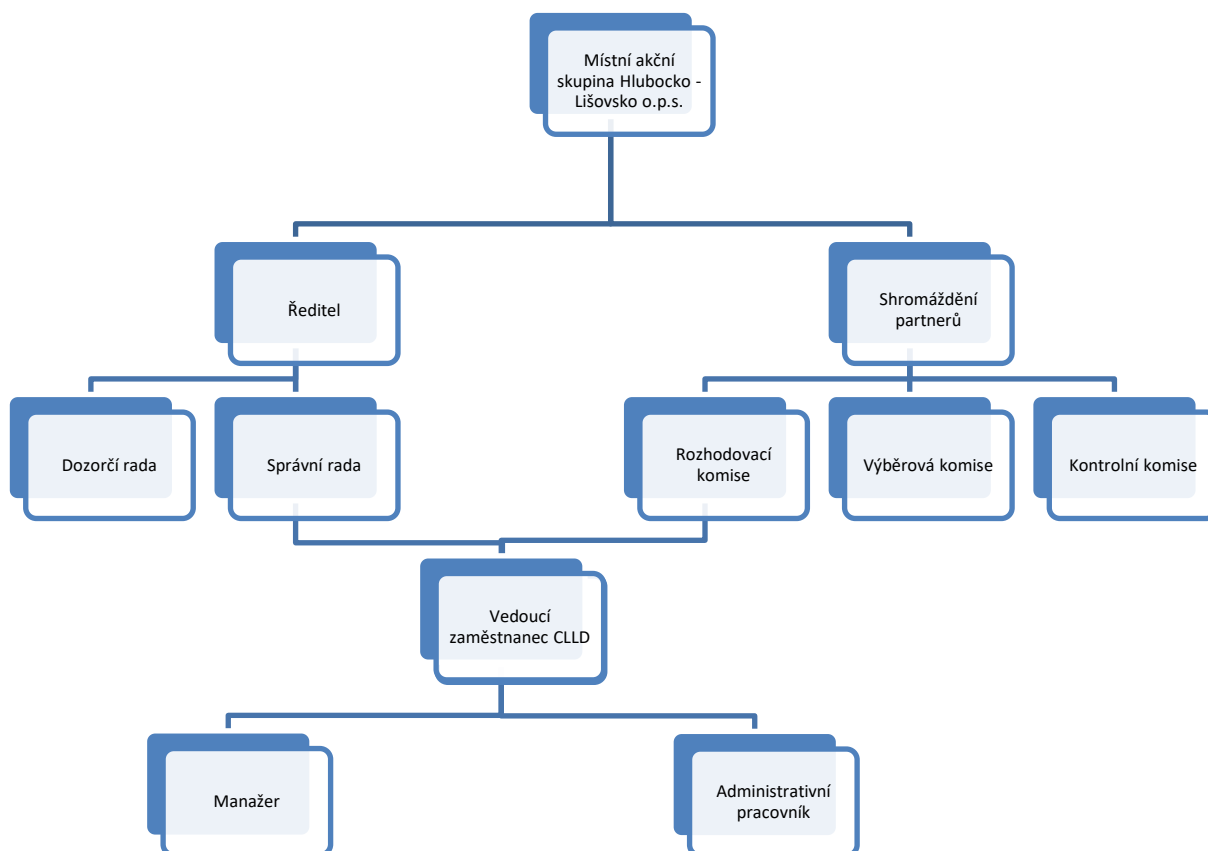 Místní akční
skupina Hlubocko -
Lišovsko o.p.s.
Ředitel
Shromáždění
partnerů
Dozorčí rada
Správní rada
Rozhodovací
komise
Výběrová komise
Kontrolní komise
Vedoucí
zaměstnanec CLLD
Manažer
Administrativní
pracovník